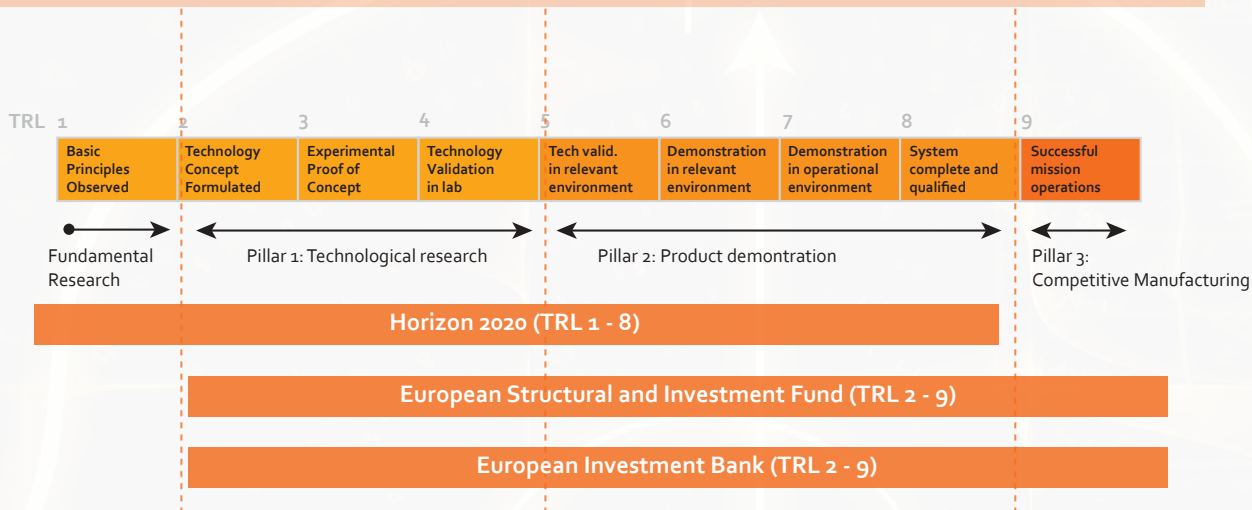 TRL 1 2 3 4 5 6 7 8 9
Basic
Principles
Observed
Technology
Concept
Formulated
Experimental
Proof of
Concept
Technology
Validation
in lab
Tech valid.
in relevant
environment
Demonstration
in relevant
environment
Demonstration
in operational
environment
System
complete and
qualified
Successful
mission
operations
Fundamental
Research
Pillar 1: Technological research
Pillar 2: Product demontration
Pillar 3:
Competitive Manufacturing
Horizon 2020 (TRL 1 - 8)
European Structural and Investment Fund (TRL 2 - 9)
European Investment Bank (TRL 2 - 9)